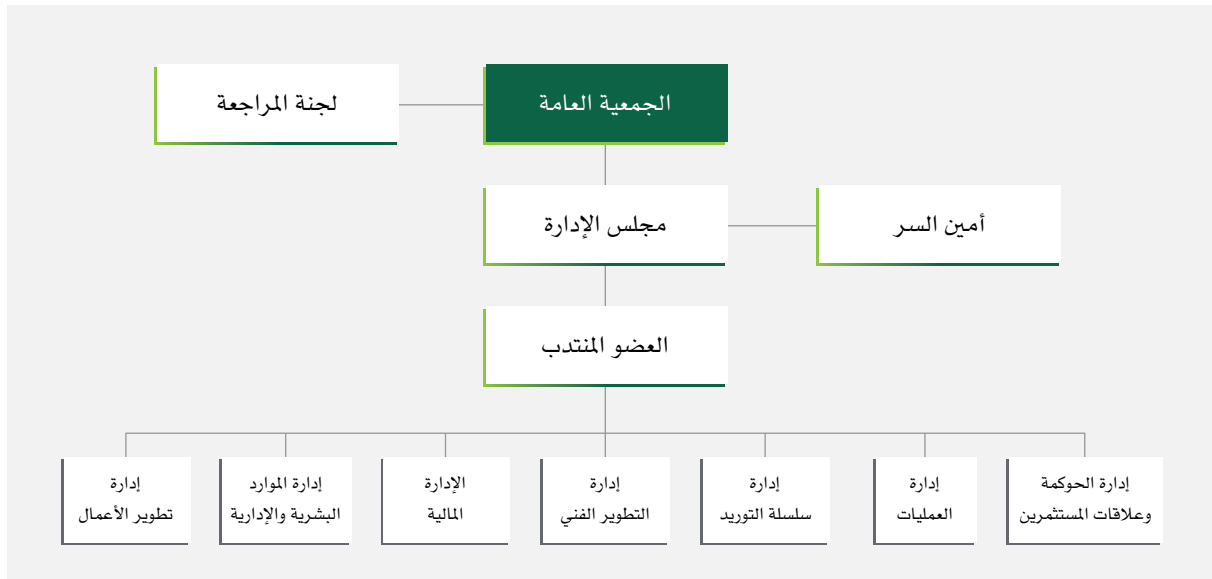 الجمعية العامة
لجنة المراجعة
أمين السر
مجلس الإدارة
العضو المنتدب
إدارة الحوكمة
وعلاقات المستثمرين
إدارة
العمليات
إدارة
سلسلة التوريد
إدارة
التطوير الفني
الإدارة
المالية
إدارة الموارد
البشرية والإدارية
إدارة
تطوير الأعمال